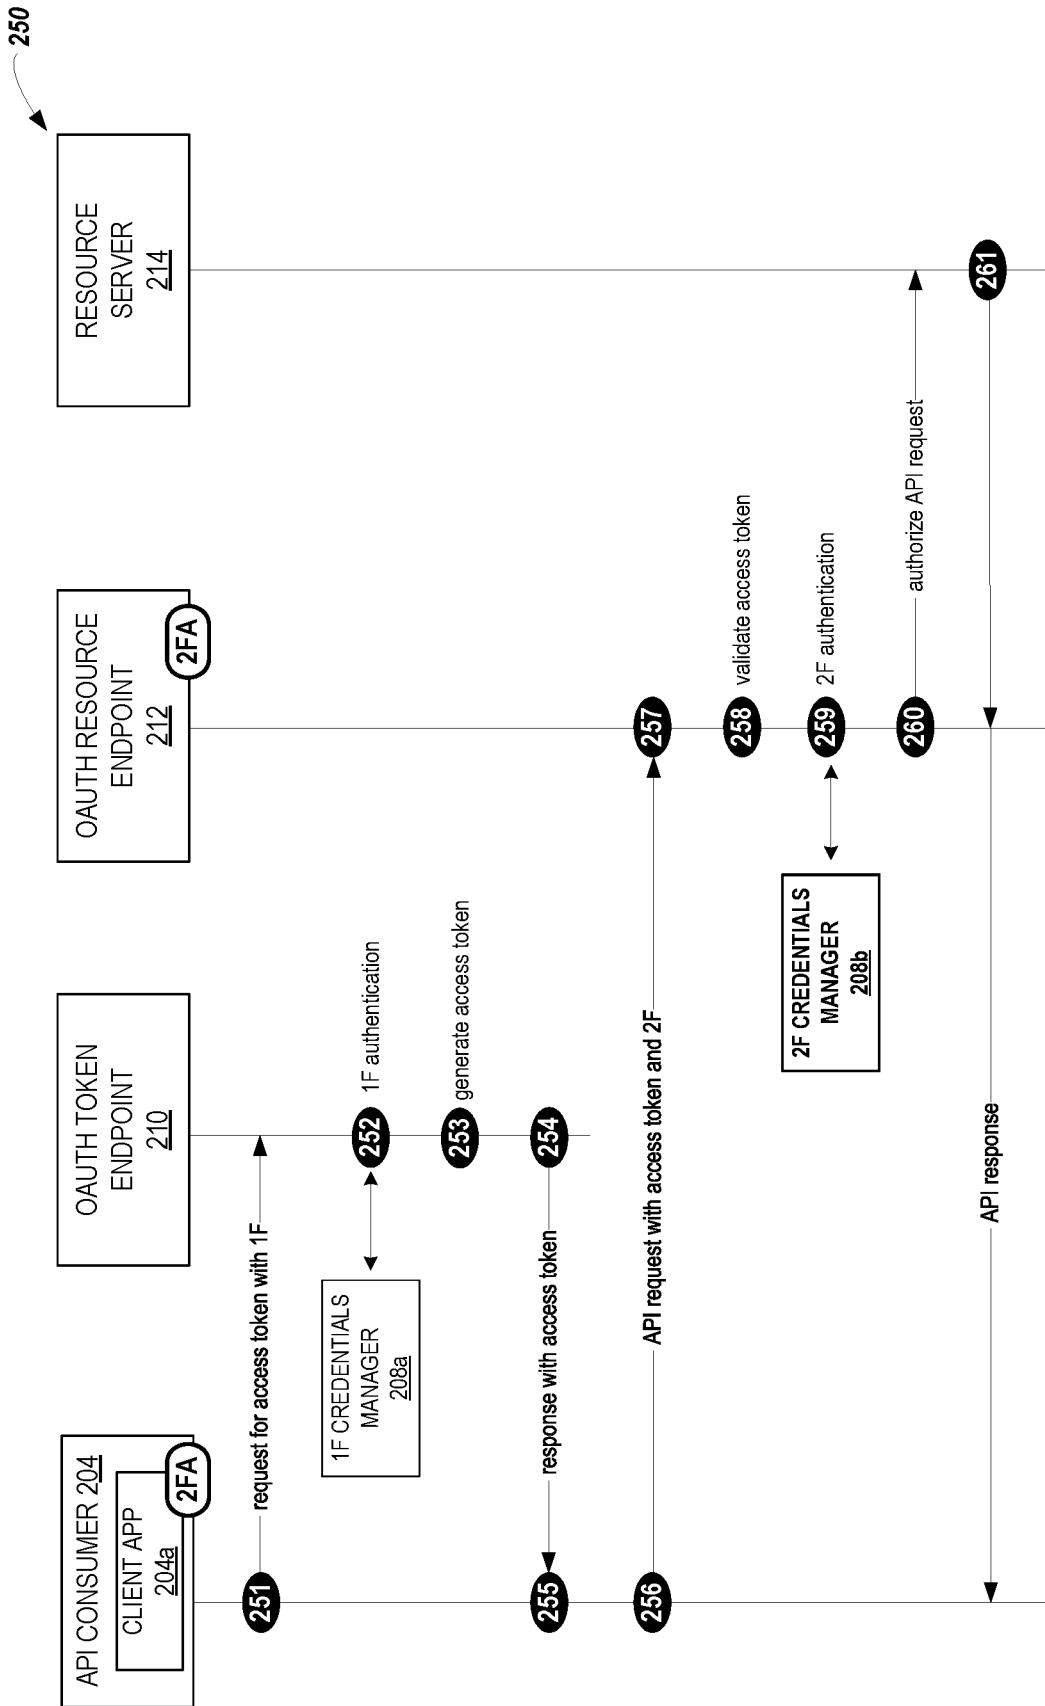 250
API CONSUMER 204
CLIENT APP
204a
2FA
OAUTH TOKEN
ENDPOINT
210
OAUTH RESOURCE
ENDPOINT
212
2FA
RESOURCE
SERVER
214
251
request for access token with 1F
1F CREDENTIALS
MANAGER
208a
252
1F authentication
253
generate access token
254
response with access token
255
256
API request with access token and 2F
257
258
validate access token
2F CREDENTIALS
MANAGER
208b
259
2F authentication
260
authorize API request
261
API response